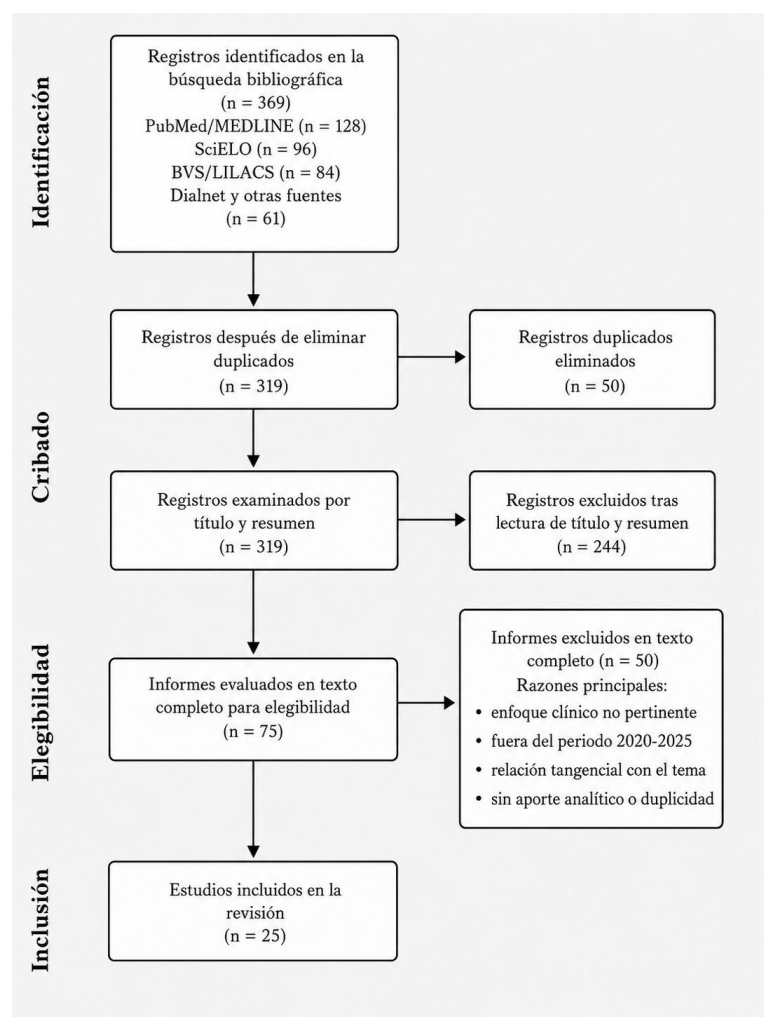 Identificación
Registros identificados en la
búsqueda bibliográfica
(n = 369)
PubMed/MEDLINE (n = 128)
SciELO (n = 96)
BVS/LILACS (n = 84)
Dialnet y otras fuentes
(n = 61)
Cribado
Registros después de eliminar
duplicados
(n = 319)
Registros duplicados
eliminados
(n = 50)
Registros examinados por
título y resumen
(n = 319)
Registros excluidos tras
lectura de título y resumen
(n = 244)
Elegibilidad
Informes evaluados en texto
completo para elegibilidad
(n = 75)
Informes excluidos en texto
completo (n = 50)
Razones principales:
• enfoque clínico no pertinente
• fuera del periodo 2020-2025
• relación tangencial con el tema
• sin aporte analítico o duplicidad
Inclusión
Estudios incluidos en la
revisión
(n = 25)